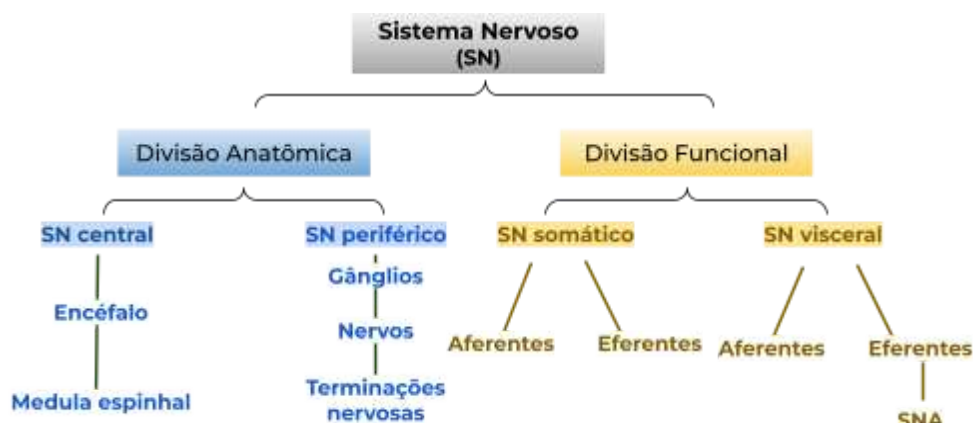 Sistema Nervoso
(SN)
Divisão Anatômica
Divisão Funcional
SN central
SN periférico
SN somático
SN visceral
Gânglios
Encéfalo
Nervos
Aferentes
Eferentes
Aferentes
Eferentes
Medula espinhal
Terminações
nervosas
SNA